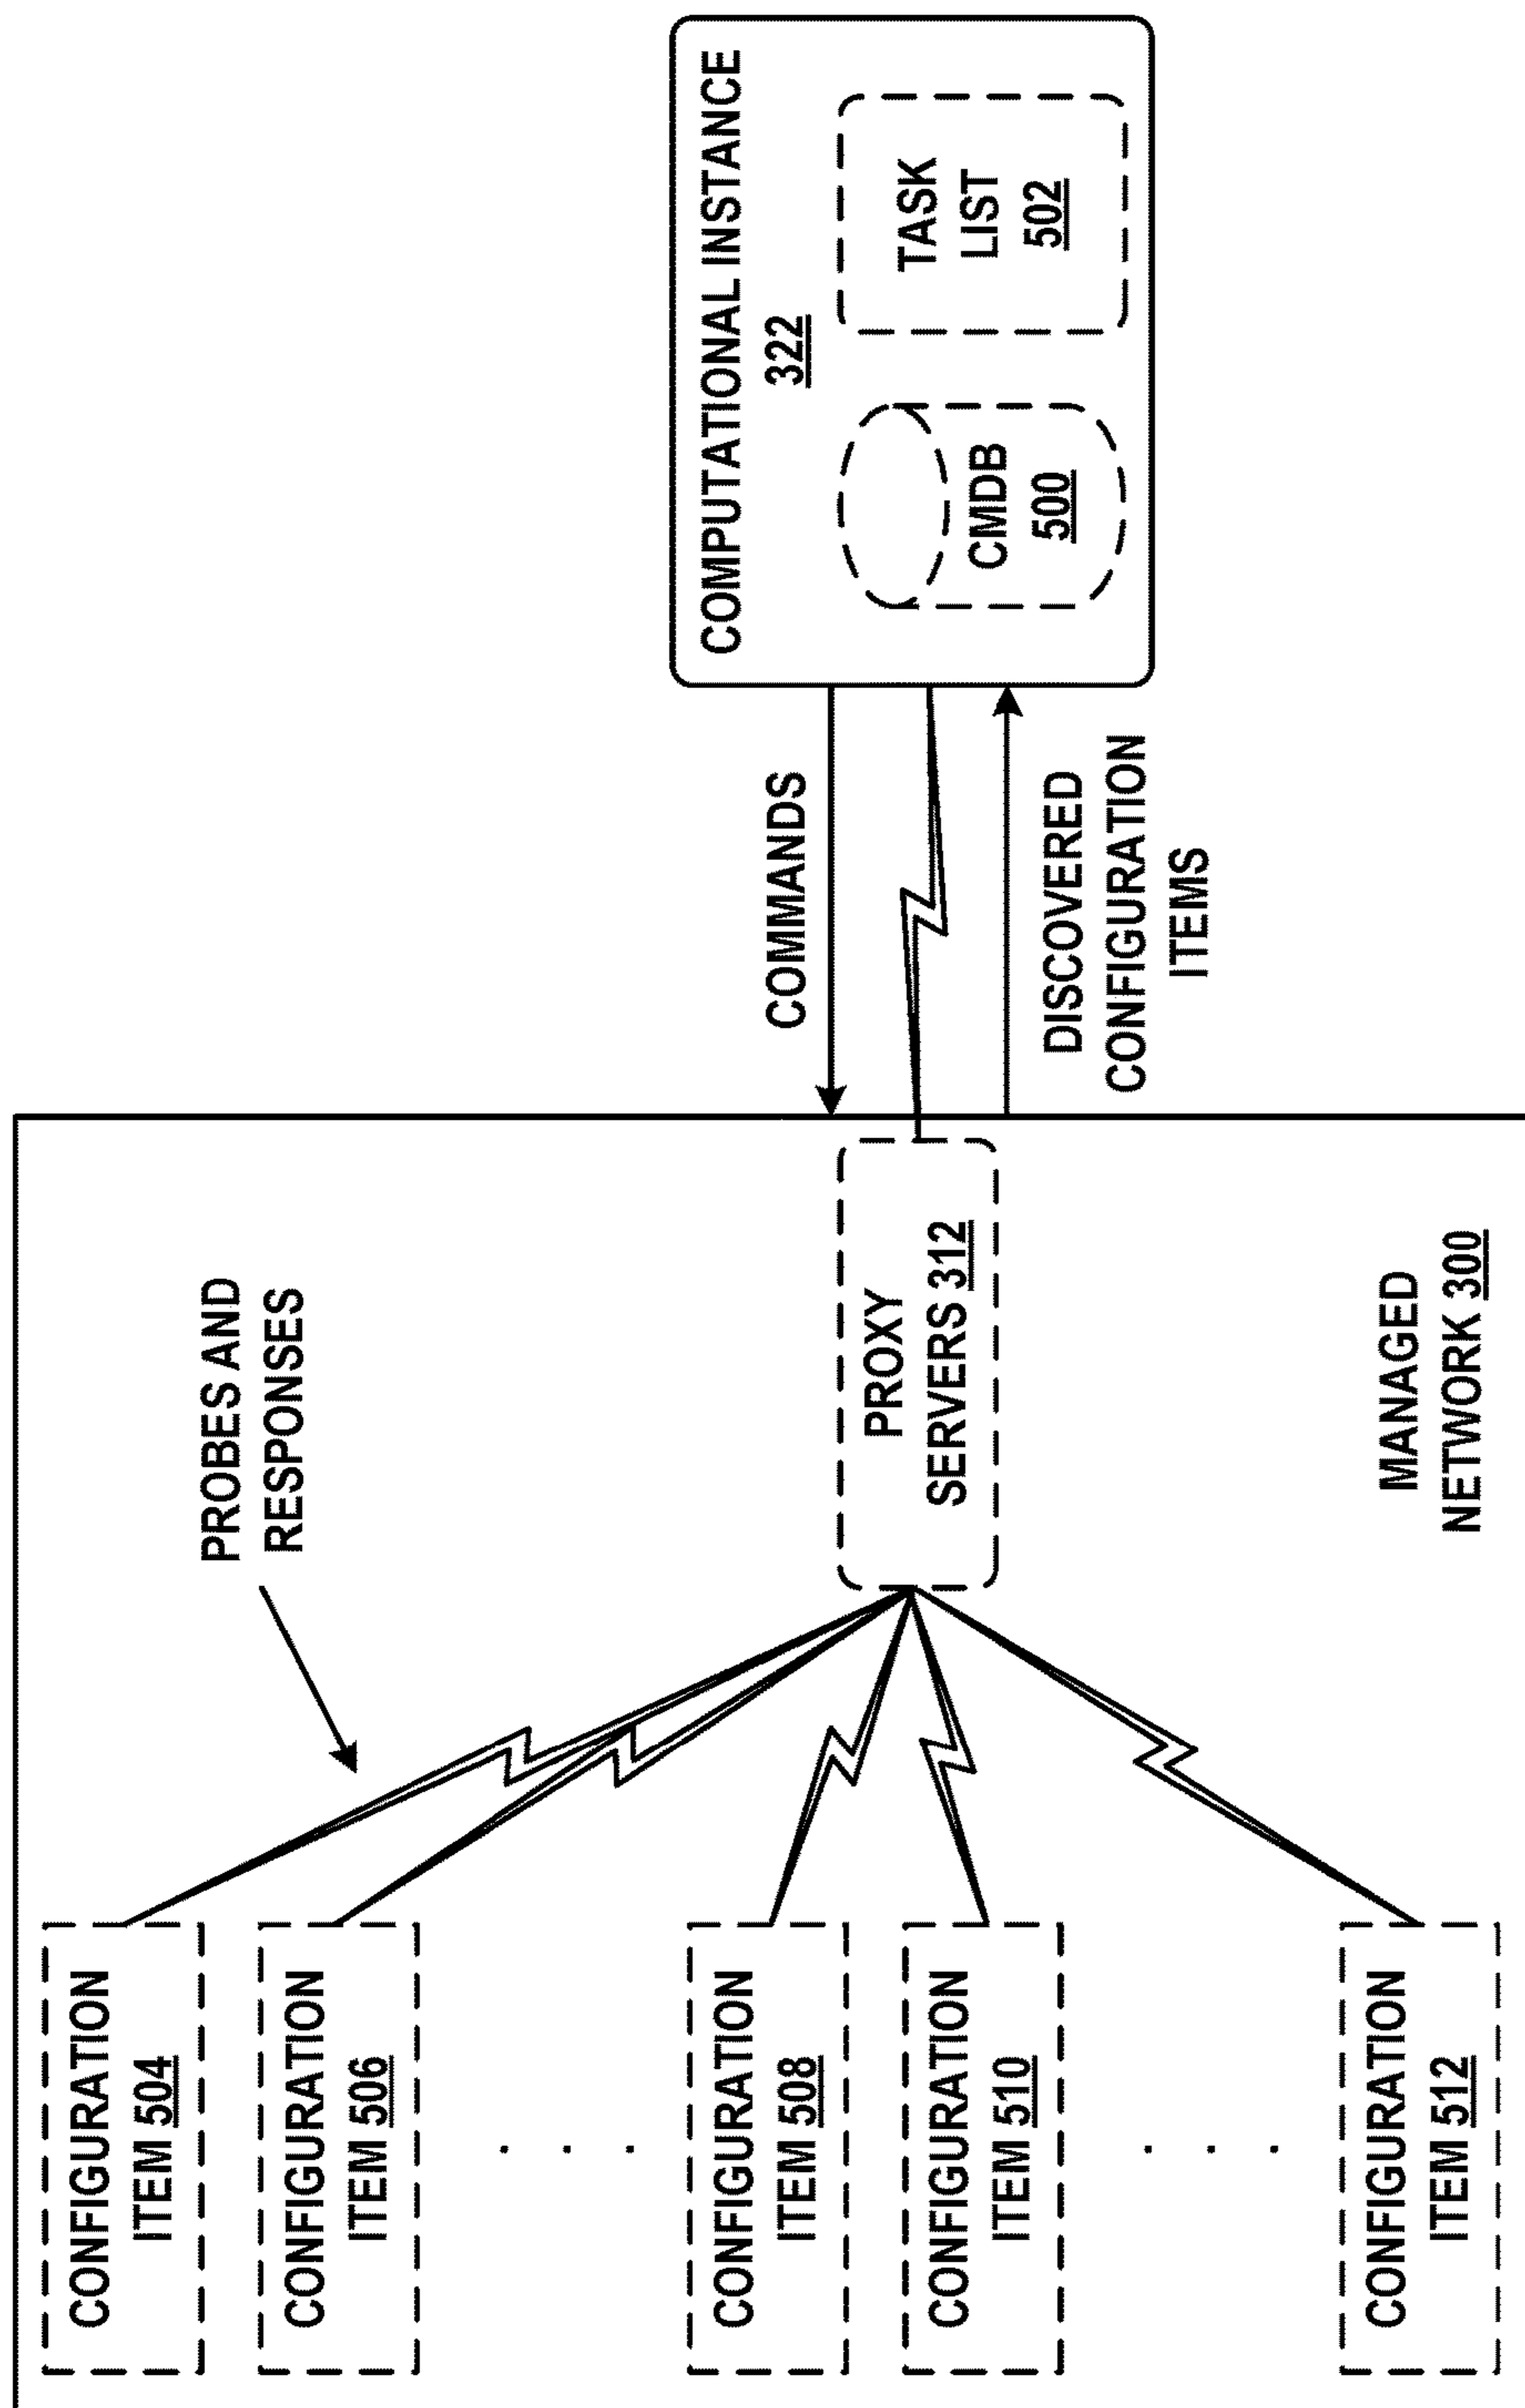 COMPUTATIONAL INSTANCE
322
CMDB
500
TASK
LIST
502
COMMANDS
DISCOVERED
CONFIGURATION
ITEMS
PROBES AND
RESPONSES
PROXY
SERVERS 312
MANAGED
NETWORK 300
CONFIGURATION
ITEM 504
CONFIGURATION
ITEM 506
. . .
CONFIGURATION
ITEM 508
CONFIGURATION
ITEM 510
. . .
CONFIGURATION
ITEM 512